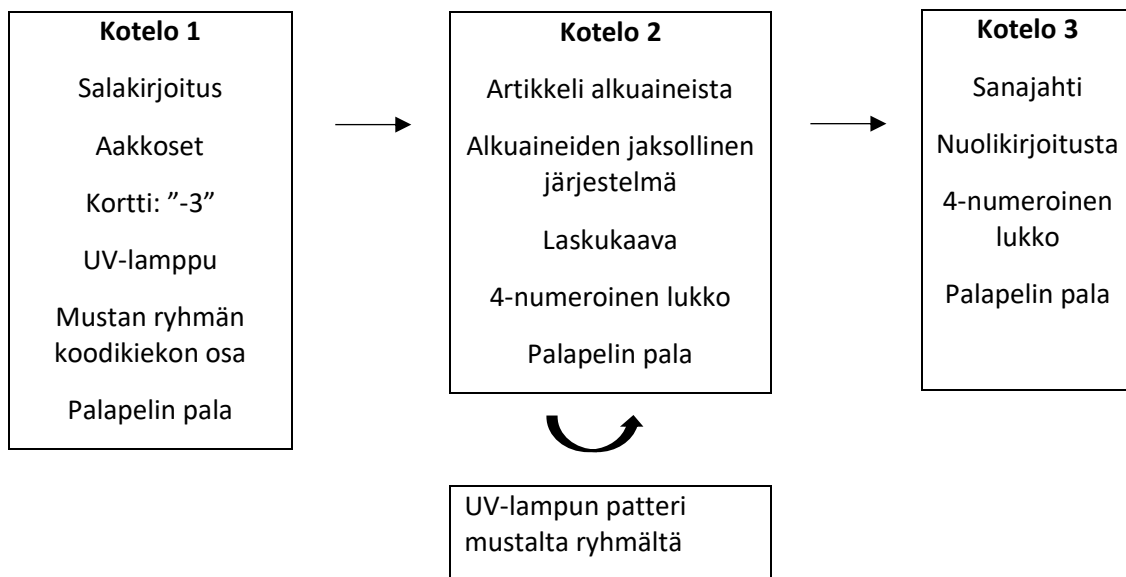 Kotelo 1
Salakirjoitus
Aakkoset
Kortti: ”-3”
UV-lamppu
Mustan ryhmän
koodikiekon osa
Palapelin pala
Kotelo 2
Artikkeli alkuaineista
Alkuaineiden jaksollinen
järjestelmä
Laskukaava
4-numeroinen lukko
Palapelin pala
UV-lampun patteri
mustalta ryhmältä
Kotelo 3
Sanajahti
Nuolikirjoitusta
4-numeroinen
lukko
Palapelin pala